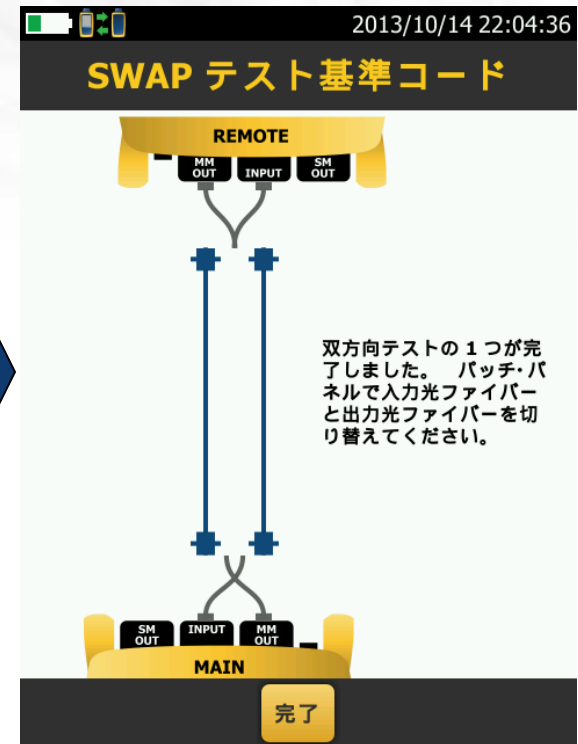 2013/10/14 22:04:36
SWAP テスト基準コード
REMOTE
MM OUT
INPUT
SM OUT
双方向テストの 1 つが完
了しました。 パッチ･パ
ネルで入力光ファイバー
と出力光ファイバーを切
り替えてください。
SM OUT
INPUT
MM OUT
MAIN
完了